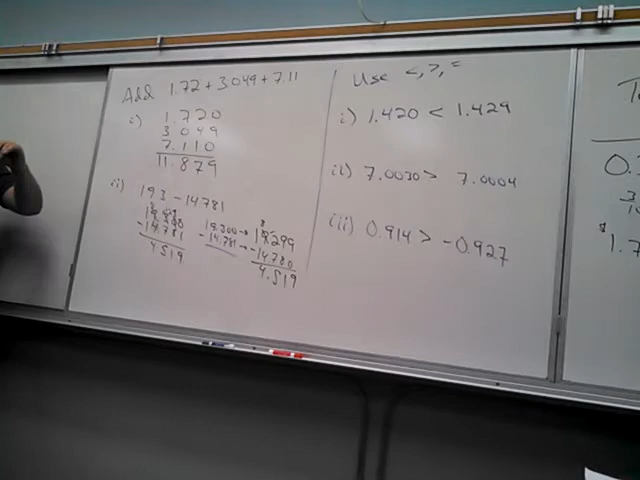 Add 1.72 + 3.049 + 7.11
i) 1.720
3.049
7.110
11.879
ii) 19.3 - 14.781
-14.781
4.519
19.300 →
-14.781 →
19.299
-14.780
4.519
Use <, >, =
i) 1.420 < 1.429
ii) 7.0030 > 7.0004
iii) 0.914 > -0.927